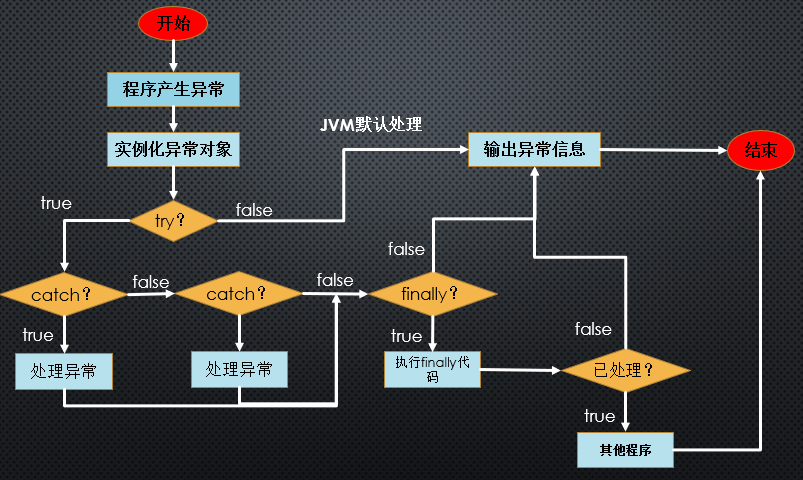 开始
程序产生异常
实例化异常对象
JVM默认处理
输出异常信息
结束
true
try？
false
catch？
false
catch？
false
false
finally？
true
true
处理异常
处理异常
执行finally代
码
false
已处理？
true
其他程序